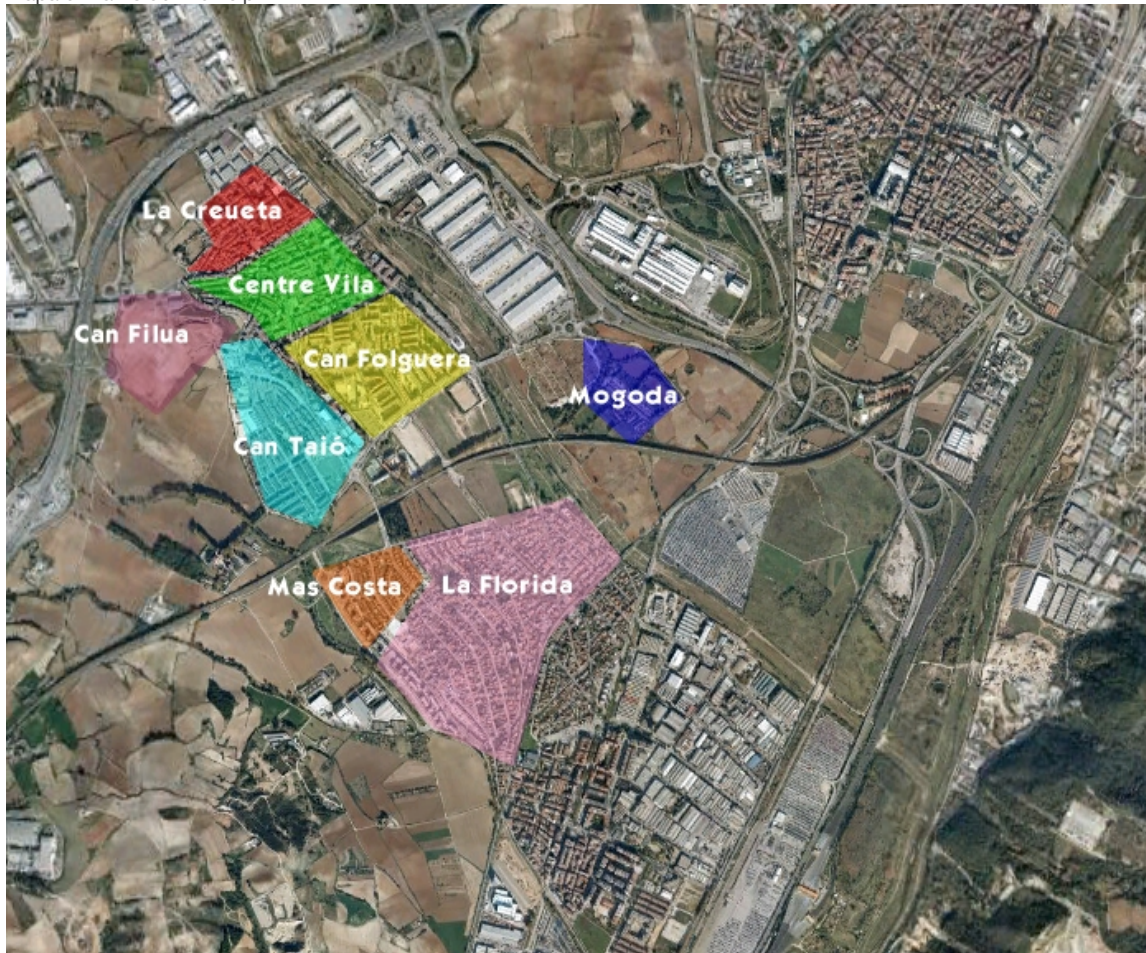 La Creueta
Centre Vila
Can Filua
Can Folguera
Mogoda
Can Taió
Mas Costa
La Florida